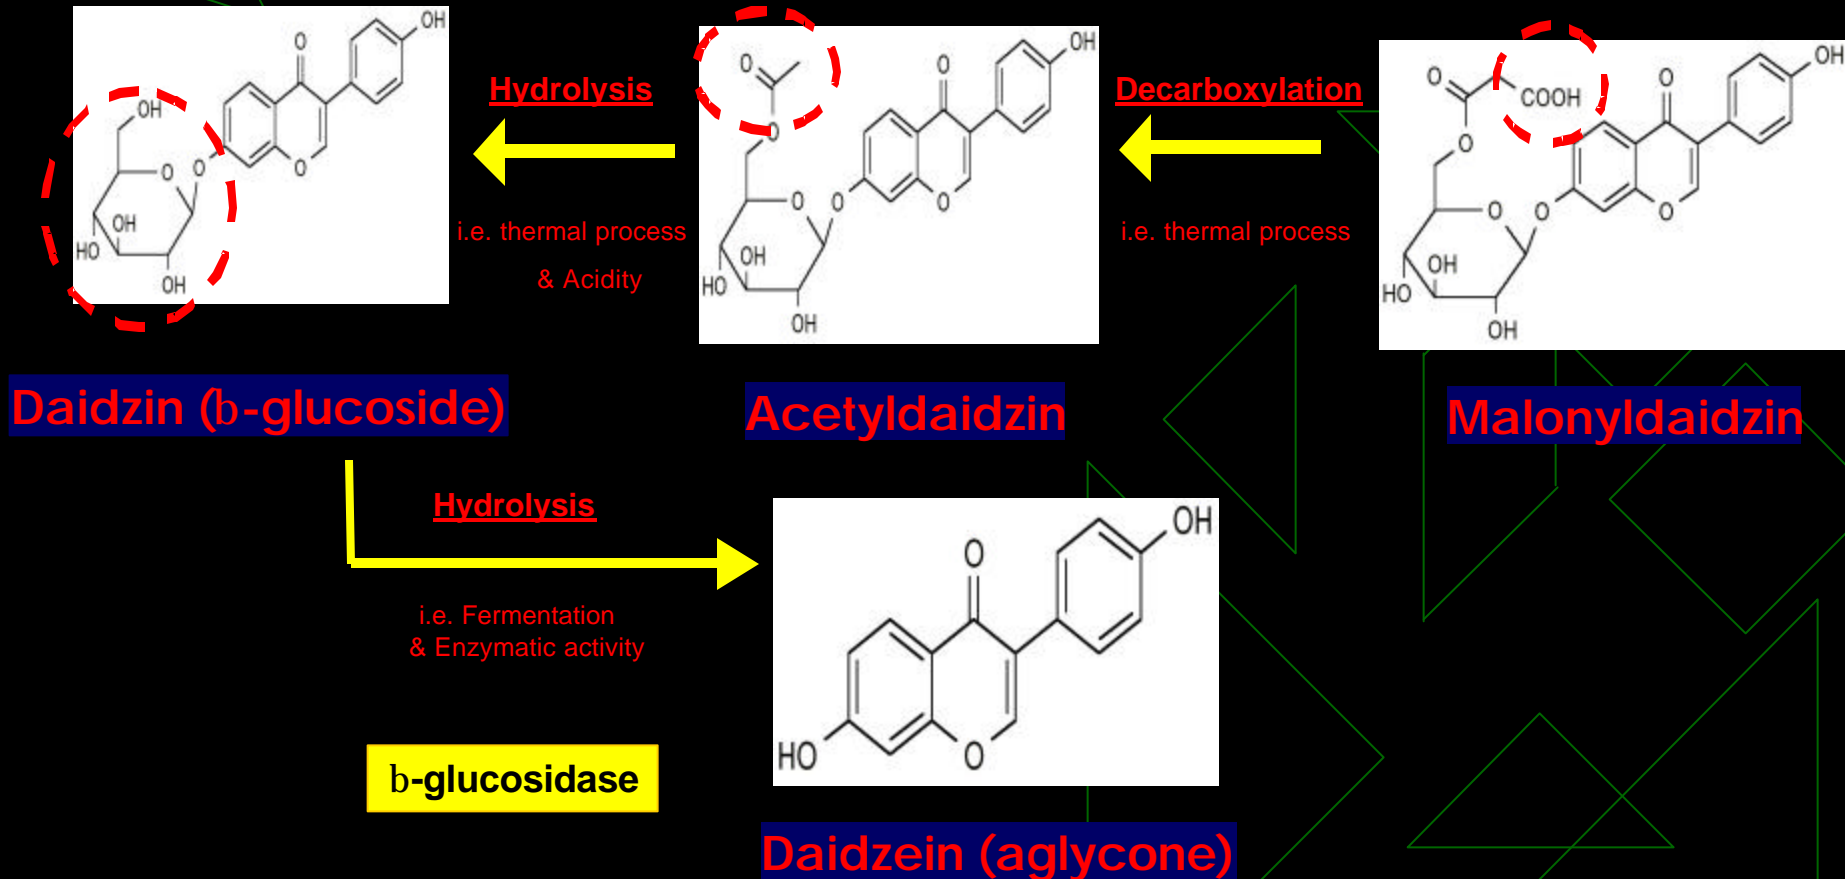 OH
O
OH
O
O
O
OH
HO
OH
Hydrolysis
i.e. thermal process
& Acidity
O
O
O
OH
O
O
O
OH
HO
OH
Decarboxylation
i.e. thermal process
O
COOH
O
O
OH
O
O
O
OH
HO
OH
Daidzin (b-glucoside)
Acetyldaidzin
Malonyldaidzin
Hydrolysis
i.e. Fermentation
& Enzymatic activity
b-glucosidase
O
OH
HO
O
Daidzein (aglycone)